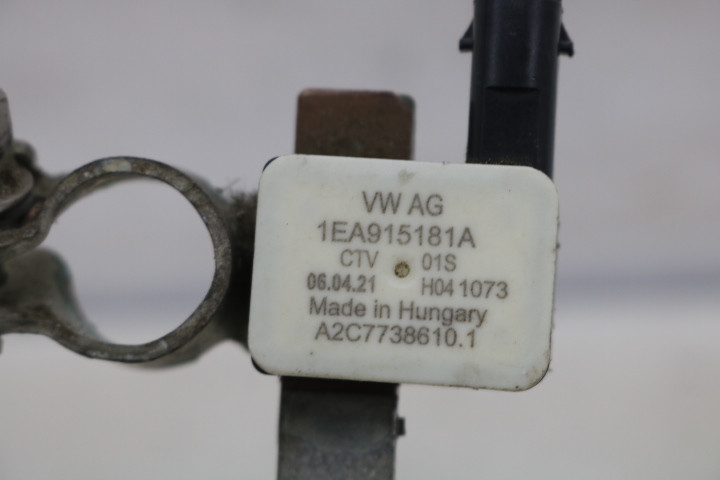 VW AG
1EA915181A
CTV 01S
06.04.21 H04 1073
Made in Hungary
A2C7738610.1